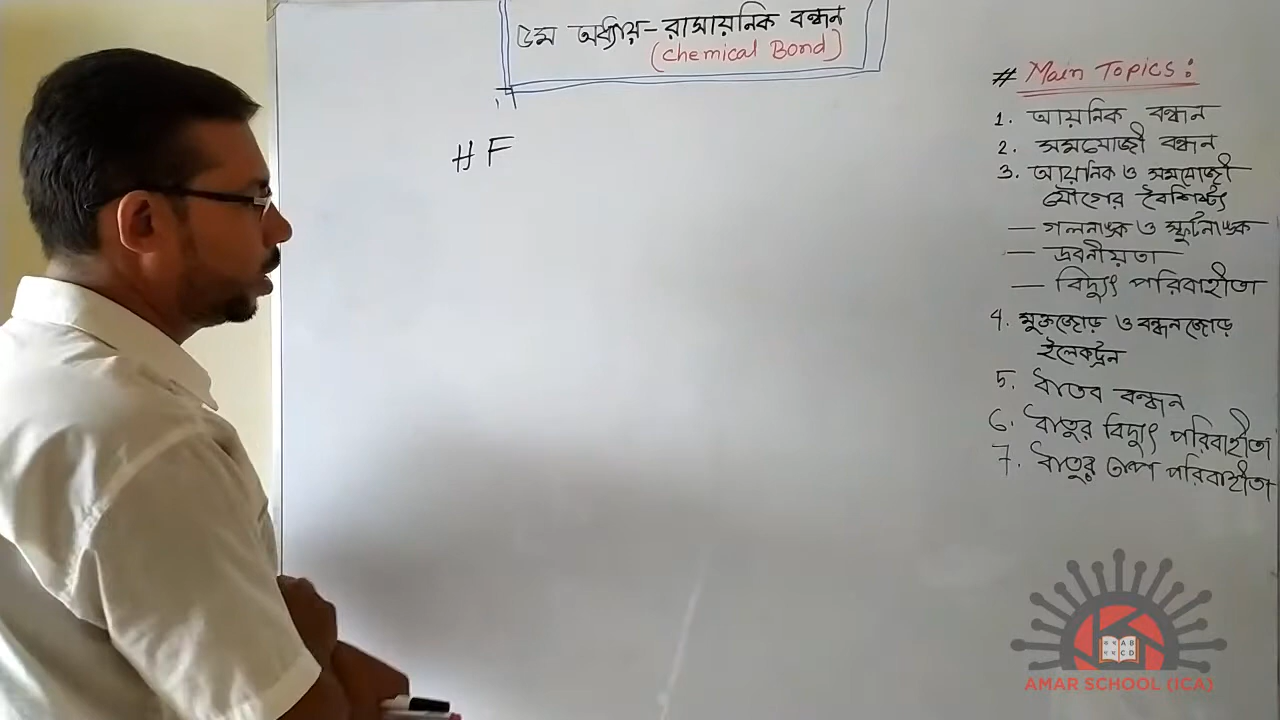 ৫ম অধ্যায়-রাসায়নিক বন্ধন
(Chemical Bond)
HF
# Main Topics:
1. আয়নিক বন্ধন
2. সমযোজী বন্ধন
3. আয়নিক ও সমযোজী
যৌগের বৈশিষ্ট্য
— গলনাঙ্ক ও স্ফুটনাঙ্ক
— দ্রবনীয়তা
— বিদ্যুৎ পরিবাহীতা
4. মুক্তজোড় ও বন্ধনজোড়
ইলেকট্রন
5. ধাতব বন্ধন
6. ধাতুর বিদ্যুৎ পরিবাহীতা
7. ধাতুর তাপ পরিবাহীতা
AMAR SCHOOL (ICA)